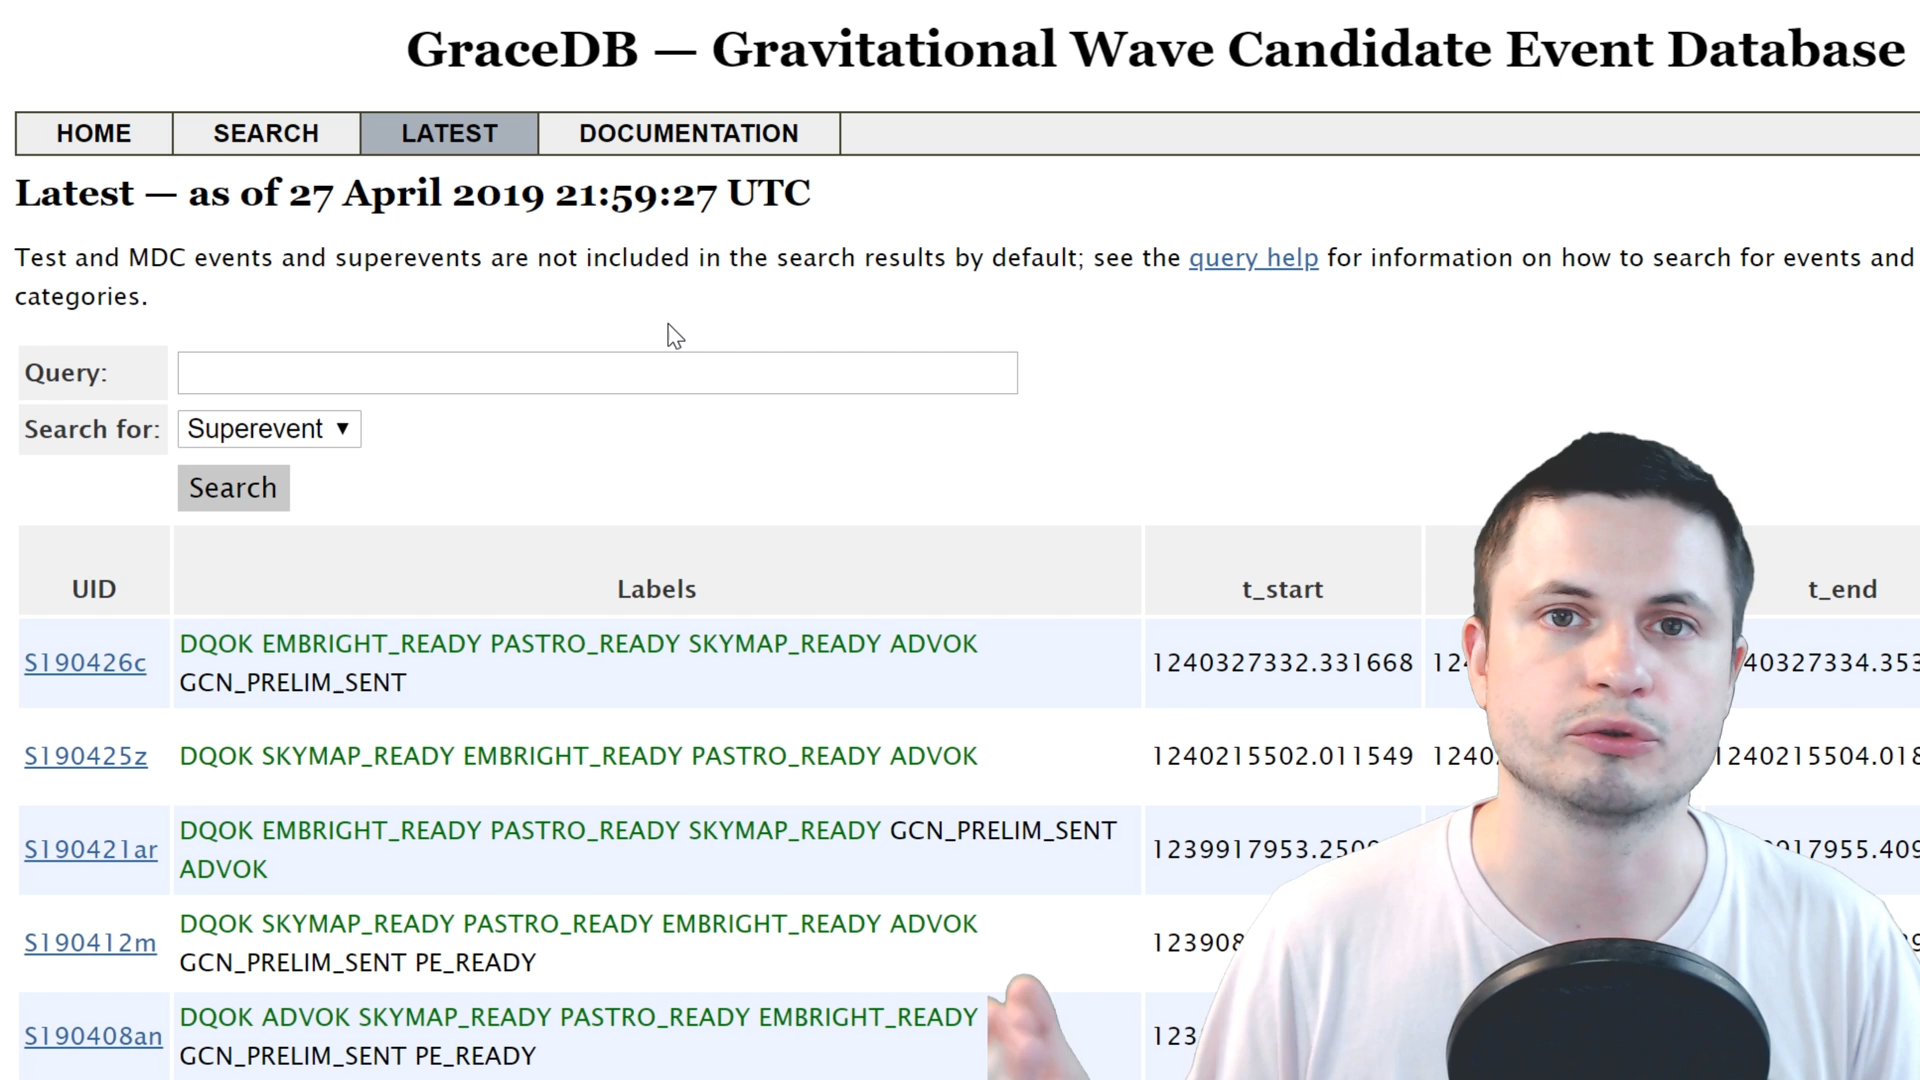 GraceDB — Gravitational Wave Candidate Event Database
HOME SEARCH LATEST DOCUMENTATION
Latest — as of 27 April 2019 21:59:27 UTC
Test and MDC events and superevents are not included in the search results by default; see the query help for information on how to search for events and
categories.
Query:
Search for: Superevent
Search
UID Labels t_start t_end
S190426c DQOK EMBRIGHT_READY PASTRO_READY SKYMAP_READY ADVOK
GCN_PRELIM_SENT 1240327332.331668
S190425z DQOK SKYMAP_READY EMBRIGHT_READY PASTRO_READY ADVOK 1240215502.011549 1240215504.018
S190421ar DQOK EMBRIGHT_READY PASTRO_READY SKYMAP_READY GCN_PRELIM_SENT
ADVOK
S190412m DQOK SKYMAP_READY PASTRO_READY EMBRIGHT_READY ADVOK
GCN_PRELIM_SENT PE_READY
S190408an DQOK ADVOK SKYMAP_READY PASTRO_READY EMBRIGHT_READY
GCN_PRELIM_SENT PE_READY